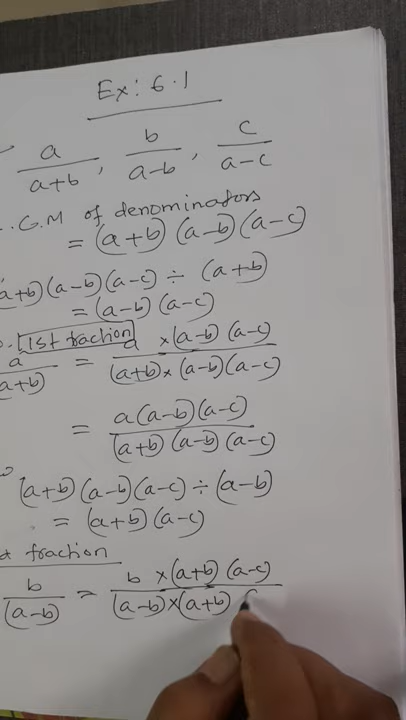 Ex: 6.1
a/(a+b), b/(a-b), c/(a-c)
.C.M of denominators
= (a+b) (a-b) (a-c)
a+b)(a-b)(a-c) ÷ (a+b)
= (a-b) (a-c)
1st fraction
a/(a+b) = a × (a-b) (a-c)/(a+b) × (a-b)(a-c)
= a(a-b)(a-c)/(a+b) (a-b) (a-c)
(a+b) (a-b)(a-c) ÷ (a-b)
= (a+b) (a-c)
fraction
b/(a-b) = b × (a+b) (a-c)/(a-b) × (a+b) (